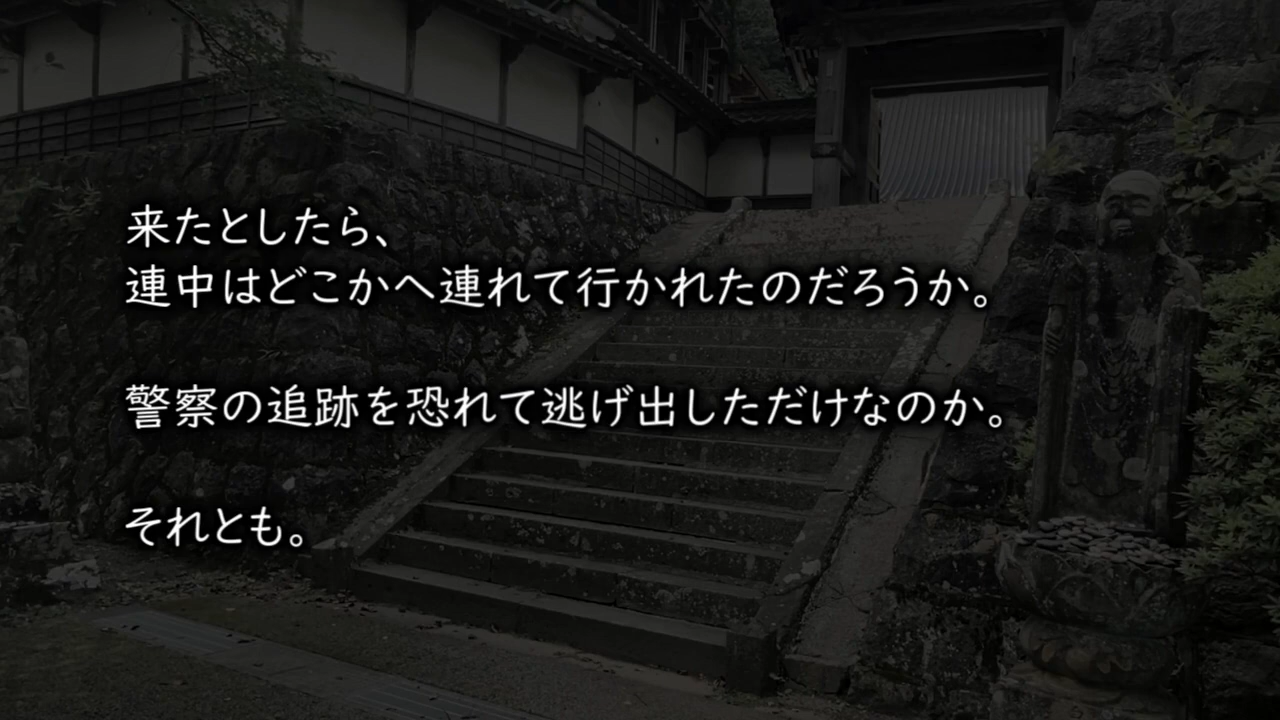 来たとしたら、
連中はどこかへ連れて行かれたのだろうか。
警察の追跡を恐れて逃げ出しただけなのか。
それとも。